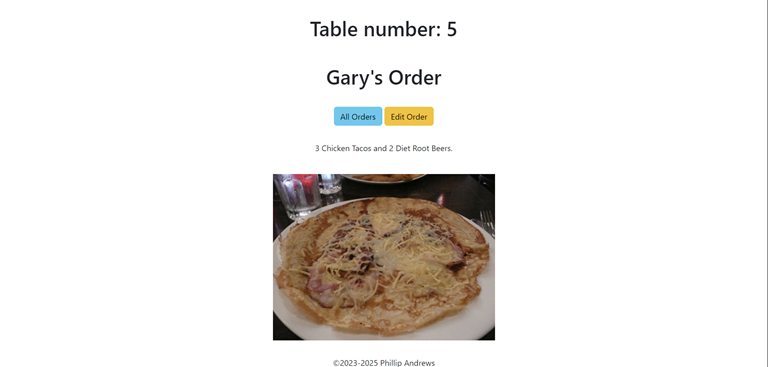 Table number: 5
Gary's Order
All Orders Edit Order
3 Chicken Tacos and 2 Diet Root Beers.
©2023-2025 Phillip Andrews